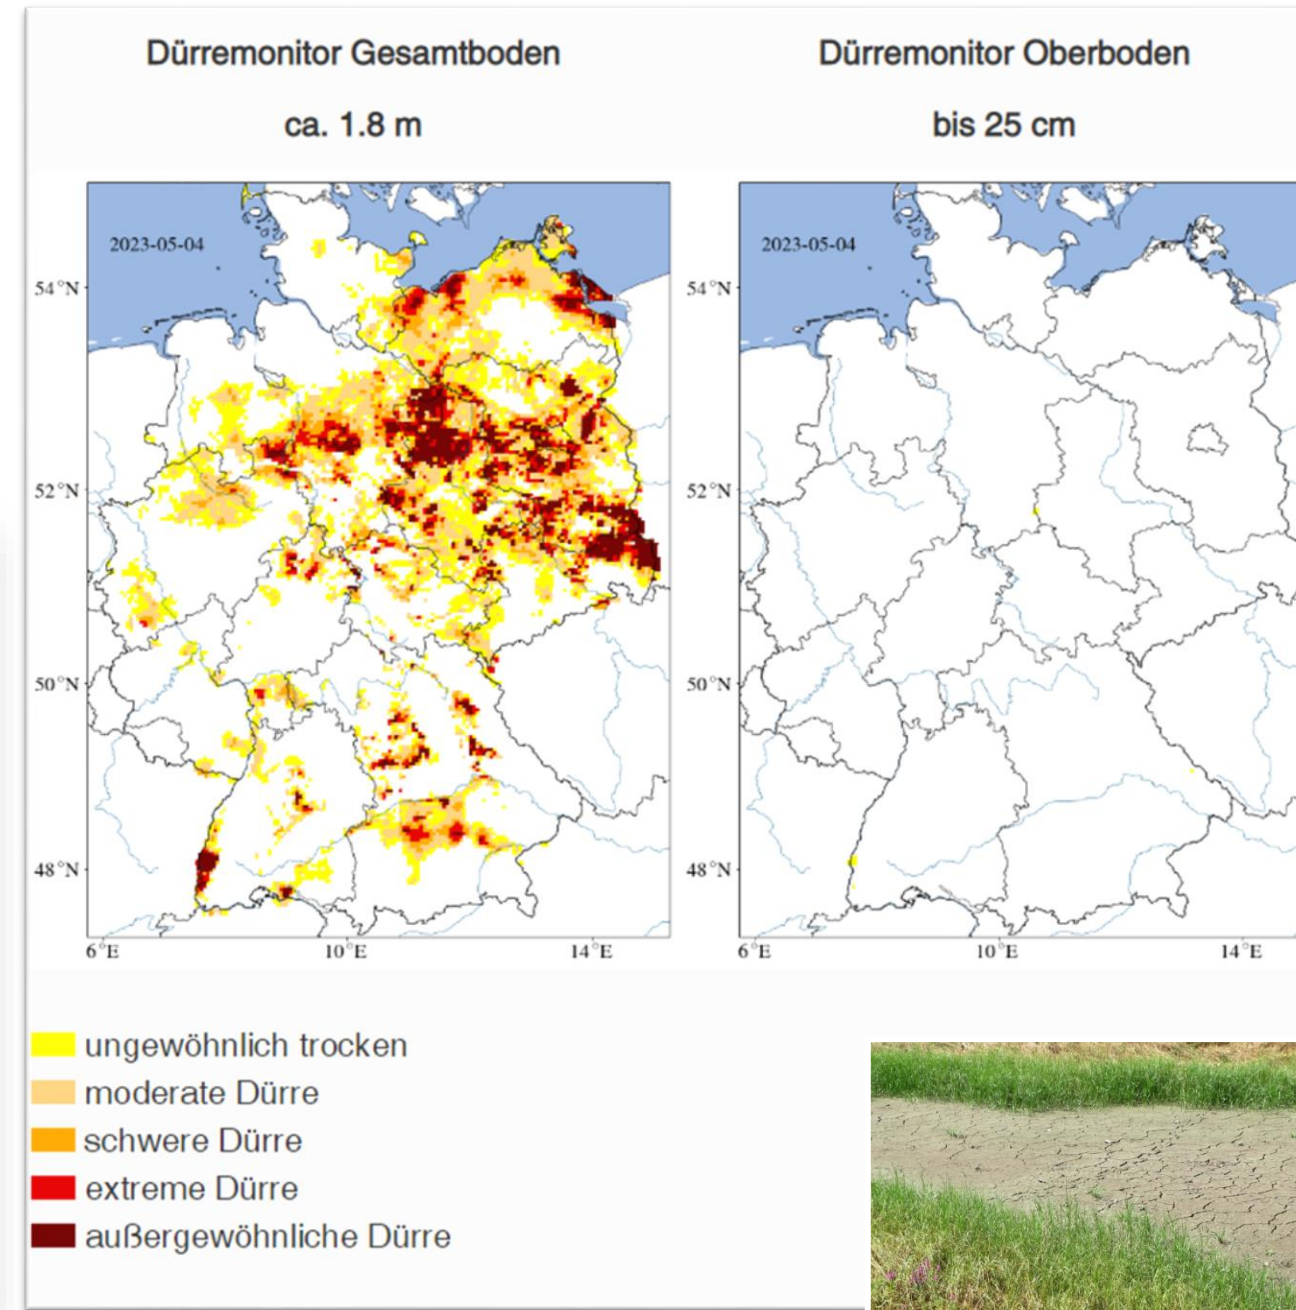 Dürremonitor Gesamtboden
ca. 1.8 m
2023-05-04
54°N
52°N
50°N
48°N
6°E
10°E
14°E
Dürremonitor Oberboden
bis 25 cm
2023-05-04
54°N
52°N
50°N
48°N
6°E
10°E
14°E
ungewöhnlich trocken
moderate Dürre
schwere Dürre
extreme Dürre
außergewöhnliche Dürre